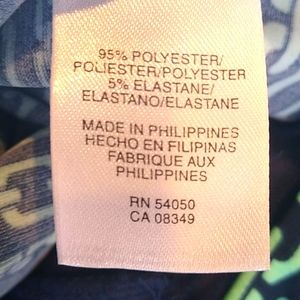 95% POLYESTER/
POLIESTER/POLYESTER
5% ELASTANE/
ELASTANO/ELASTANE
MADE IN PHILIPPINES
HECHO EN FILIPINAS
FABRIQUE AUX
PHILIPPINES
RN 54050
CA 08349